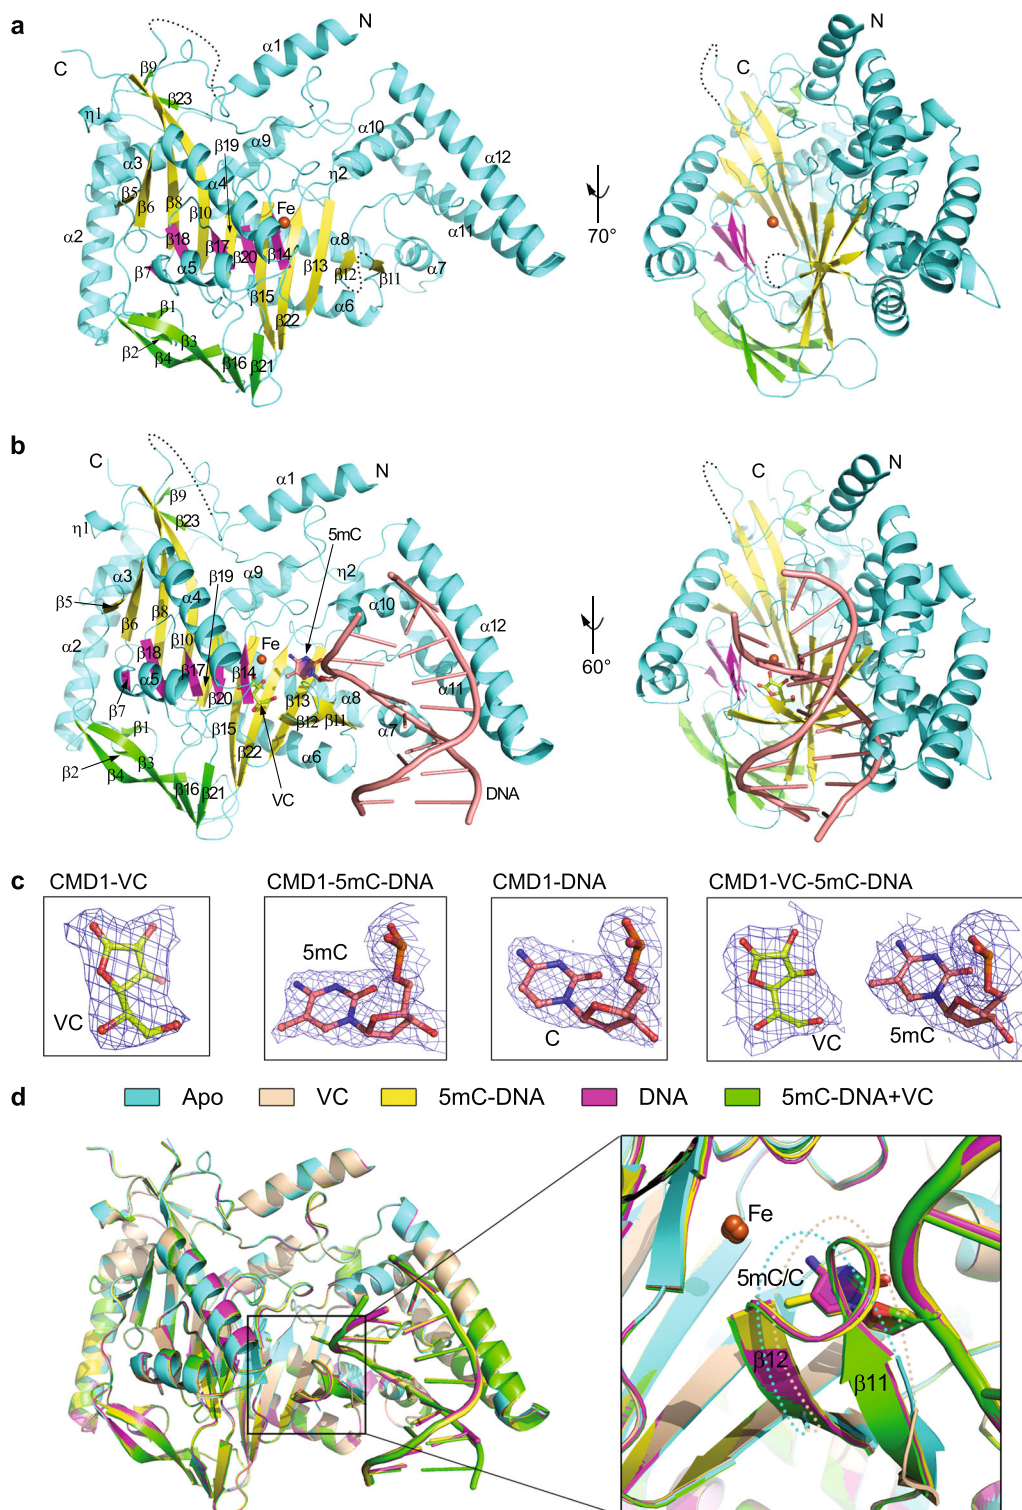 a
N
α1
C
β9
β23
η1
α10
α9
β19
α12
α3
η2
α4
β5
β8
β6
β10
Fe
α11
α2
β18
β17
α8
β20
β14
β13
α7
β7
α5
β12
β11
β15
α6
β1
β22
β3
β2
β4
β16
β21
N
C
70°
b
C
N
α1
β9
β23
η1
5mC
β19
α9
η2
α3
α10
β5
α4
β8
β6
α12
α2
β10
Fe
β18
β17
β14
α5
α11
β20
β13
α8
β7
β12
β11
β1
β15
α7
β22
α6
β3
β2
β4
β16
β21
VC
DNA
C
N
60°
c
CMD1-VC
CMD1-5mC-DNA
CMD1-DNA
CMD1-VC-5mC-DNA
VC
5mC
C
VC
5mC
d
Apo
VC
5mC-DNA
DNA
5mC-DNA+VC
Fe
5mC/C
β12
β11